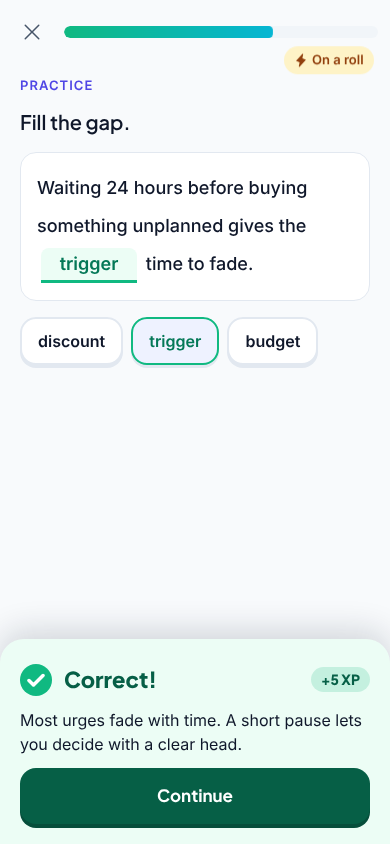 On a roll
PRACTICE
Fill the gap.
Waiting 24 hours before buying
something unplanned gives the
trigger time to fade.
discount trigger budget
Correct! +5 XP
Most urges fade with time. A short pause lets
you decide with a clear head.
Continue